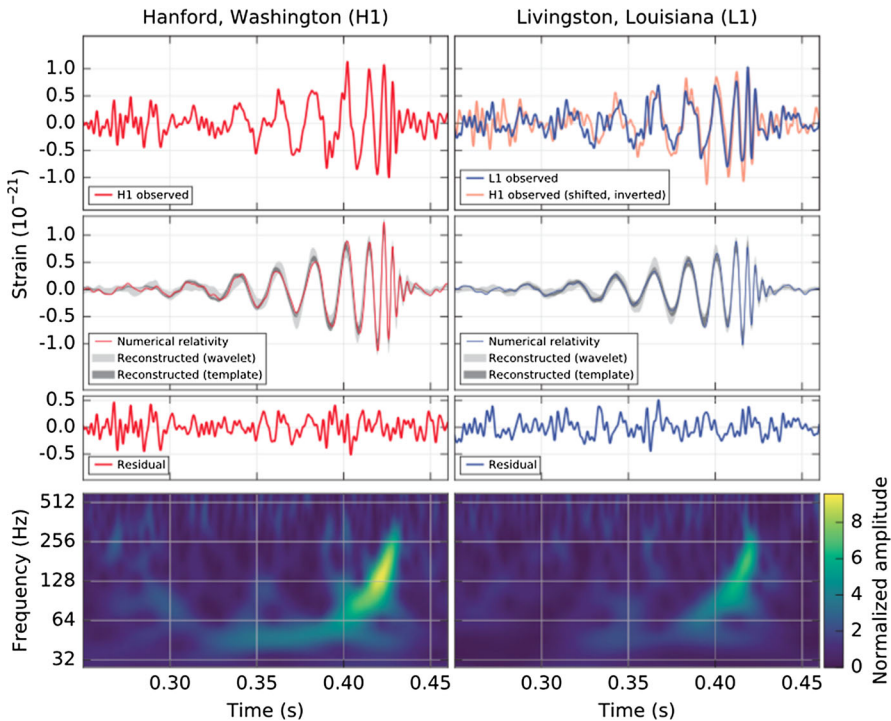 Hanford, Washington (H1)
Livingston, Louisiana (L1)
Strain (10⁻²¹)
1.0
0.5
0.0
-0.5
-1.0
H1 observed
L1 observed
H1 observed (shifted, inverted)
1.0
0.5
0.0
-0.5
-1.0
Numerical relativity
Reconstructed (wavelet)
Reconstructed (template)
Numerical relativity
Reconstructed (wavelet)
Reconstructed (template)
0.5
0.0
-0.5
Residual
Residual
Frequency (Hz)
512
256
128
64
32
Normalized amplitude
8
6
4
2
0
0.30
0.35
0.40
0.45
0.30
0.35
0.40
0.45
Time (s)
Time (s)